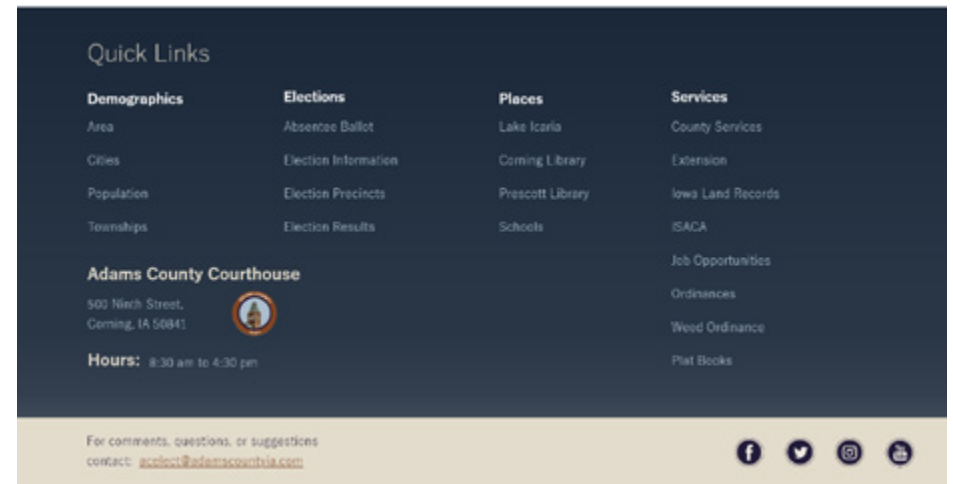 Quick Links
Demographics
Area
Cities
Population
Townships
Elections
Absentee Ballot
Election Information
Election Precincts
Election Results
Places
Lake Icaria
Corning Library
Prescott Library
Schools
Services
County Services
Extension
Iowa Land Records
ISACA
Job Opportunities
Ordinances
Weed Ordinance
Plat Books
Adams County Courthouse
500 Ninth Street,
Corning, IA 50841
Hours: 8:30 am to 4:30 pm
For comments, questions, or suggestions
contact: acelect@adamscountyia.com